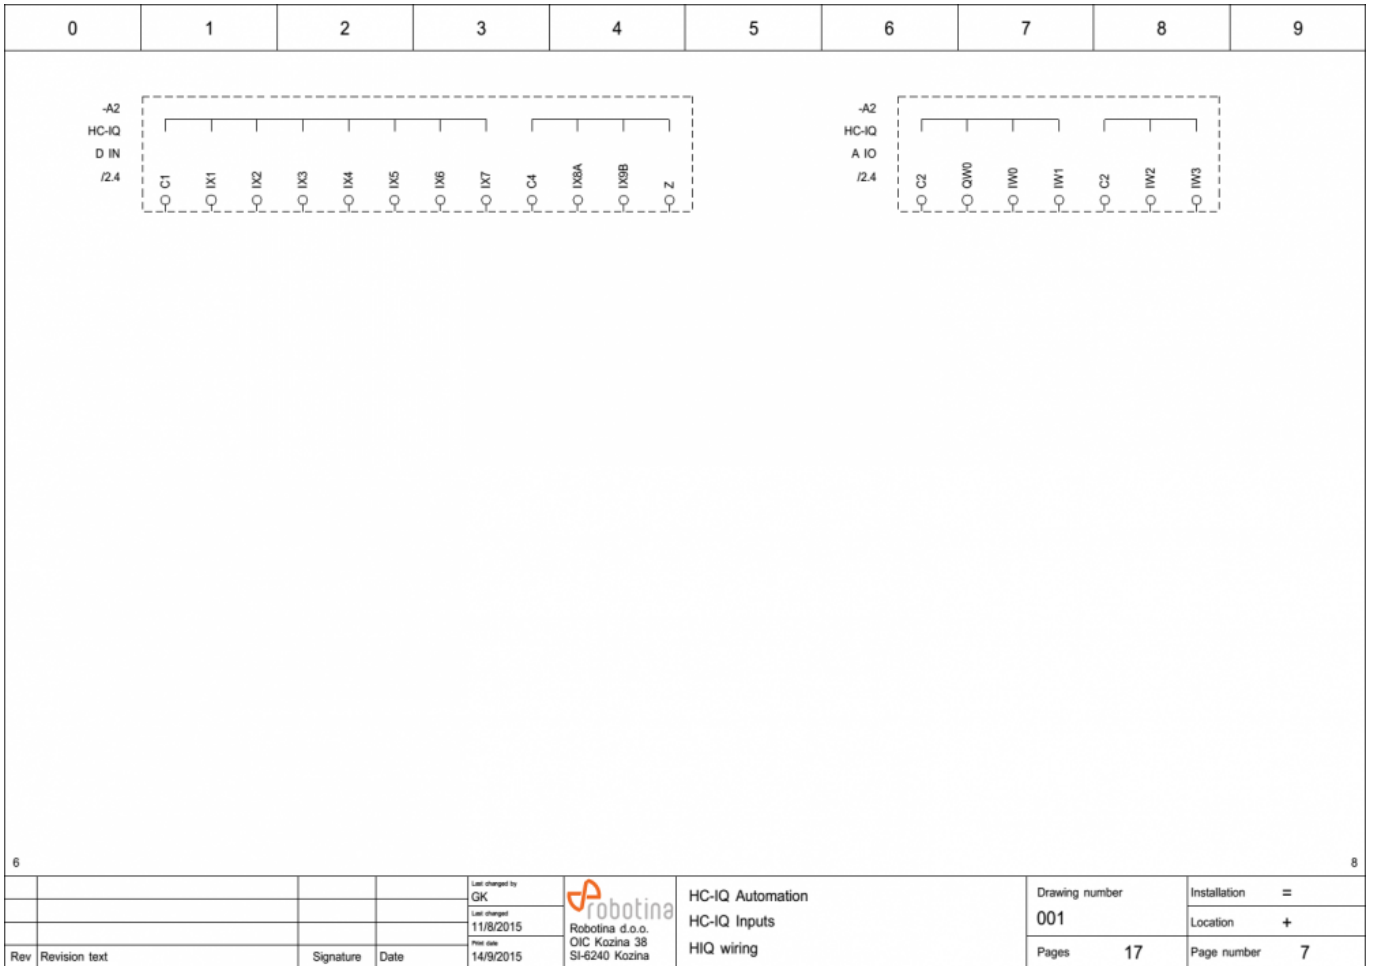 0 1 2 3 4 5 6 7 8 9
-A2
HC-IQ
D IN
/2.4
C1 IX1 IX2 IX3 IX4 IX5 IX6 IX7 C4 IX8A IX9B Z
-A2
HC-IQ
A IO
/2.4
C2 QW0 IW0 IW1 C2 IW2 IW3
6 8
Rev Revision text Signature Date
Last changed by
GK
Last changed
11/8/2015
Print date
14/9/2015
robotina
Robotina d.o.o.
OIC Kozina 38
SI-6240 Kozina
HC-IQ Automation
HC-IQ Inputs
HIQ wiring
Drawing number
001
Pages 17
Installation =
Location +
Page number 7